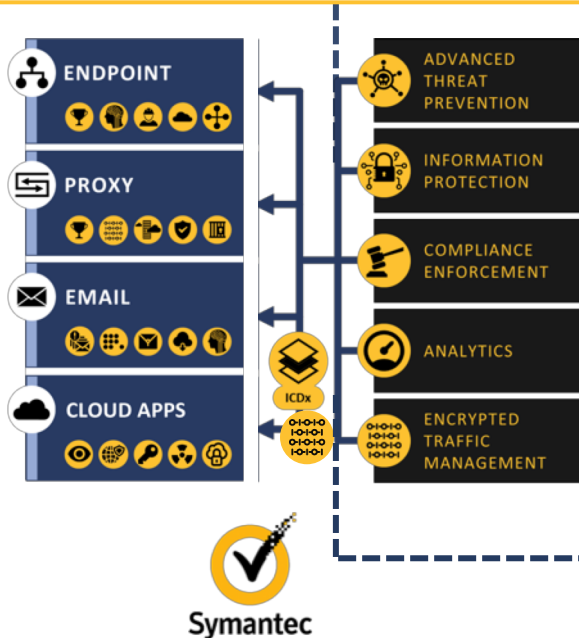 ENDPOINT
PROXY
EMAIL
CLOUD APPS
ICDx
ADVANCED
THREAT
PREVENTION
INFORMATION
PROTECTION
COMPLIANCE
ENFORCEMENT
ANALYTICS
ENCRYPTED
TRAFFIC
MANAGEMENT
Symantec